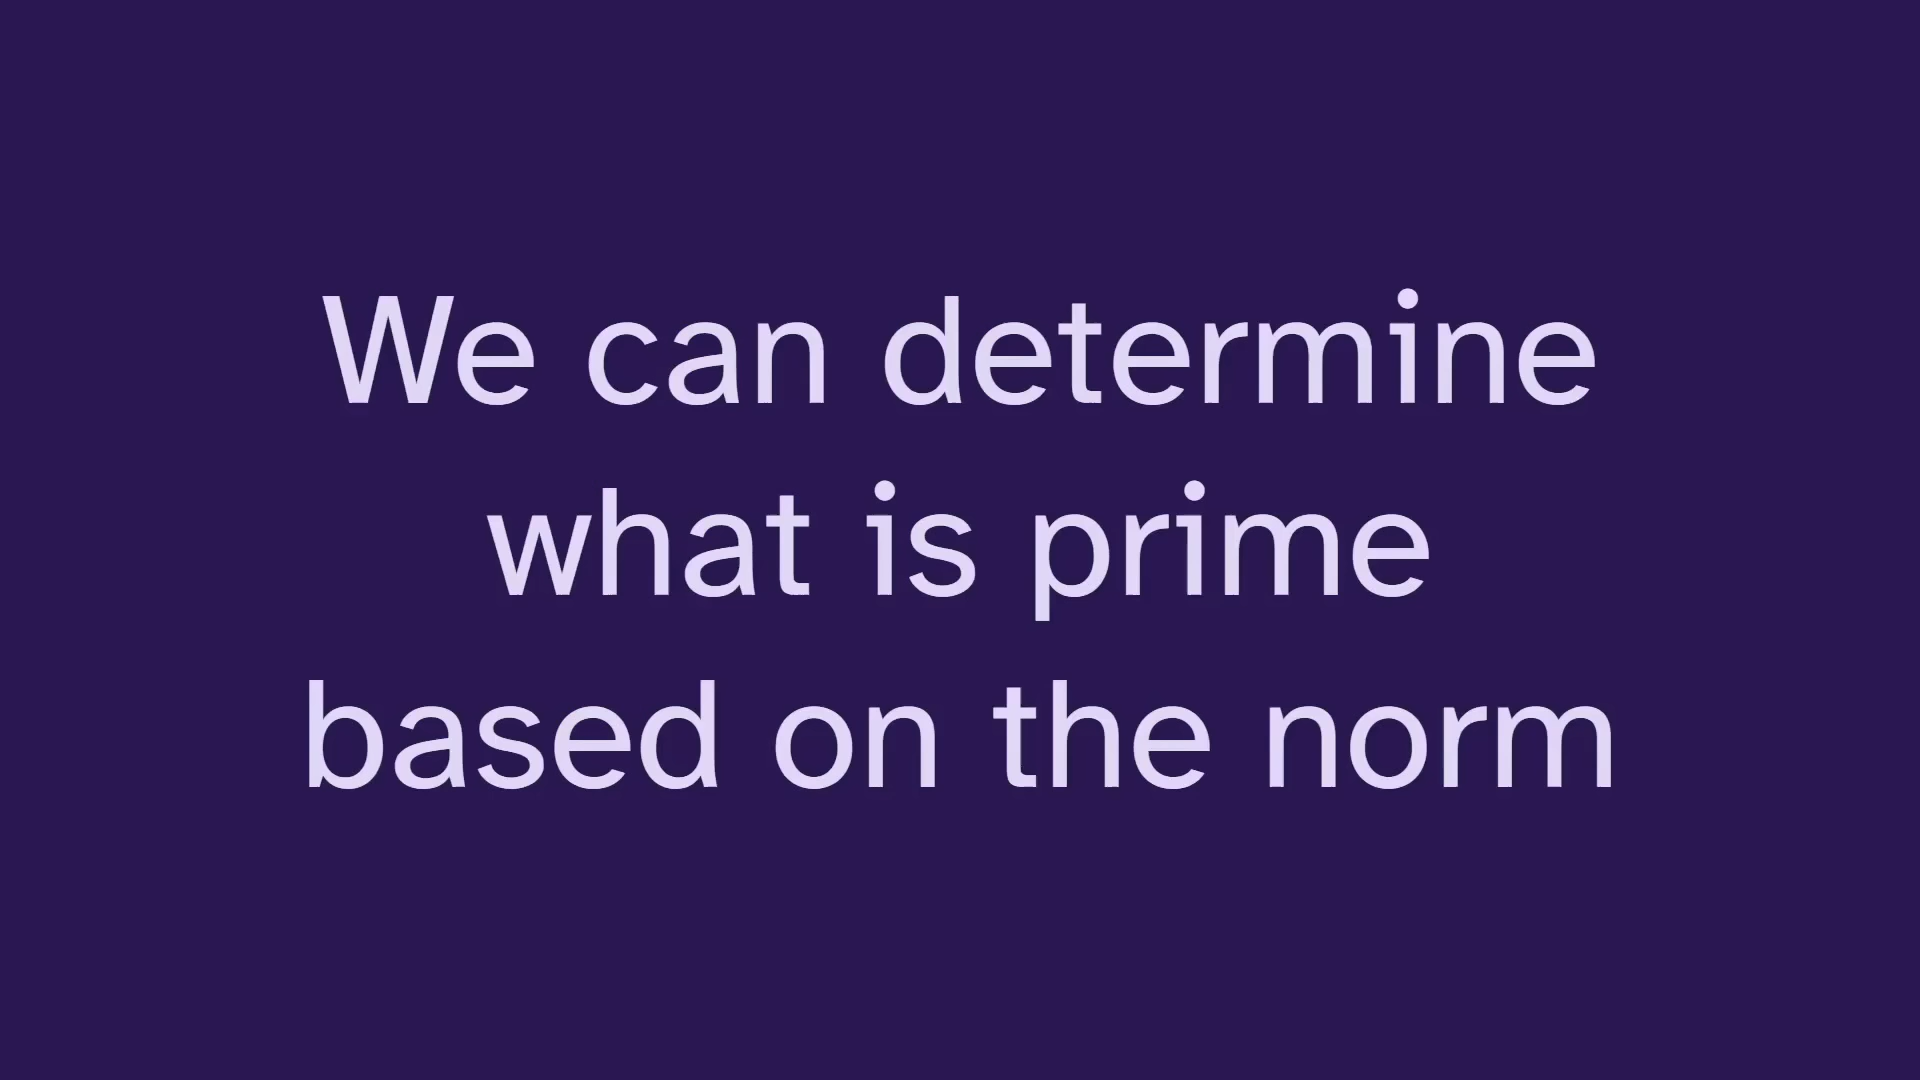 We can determine
what is prime
based on the norm